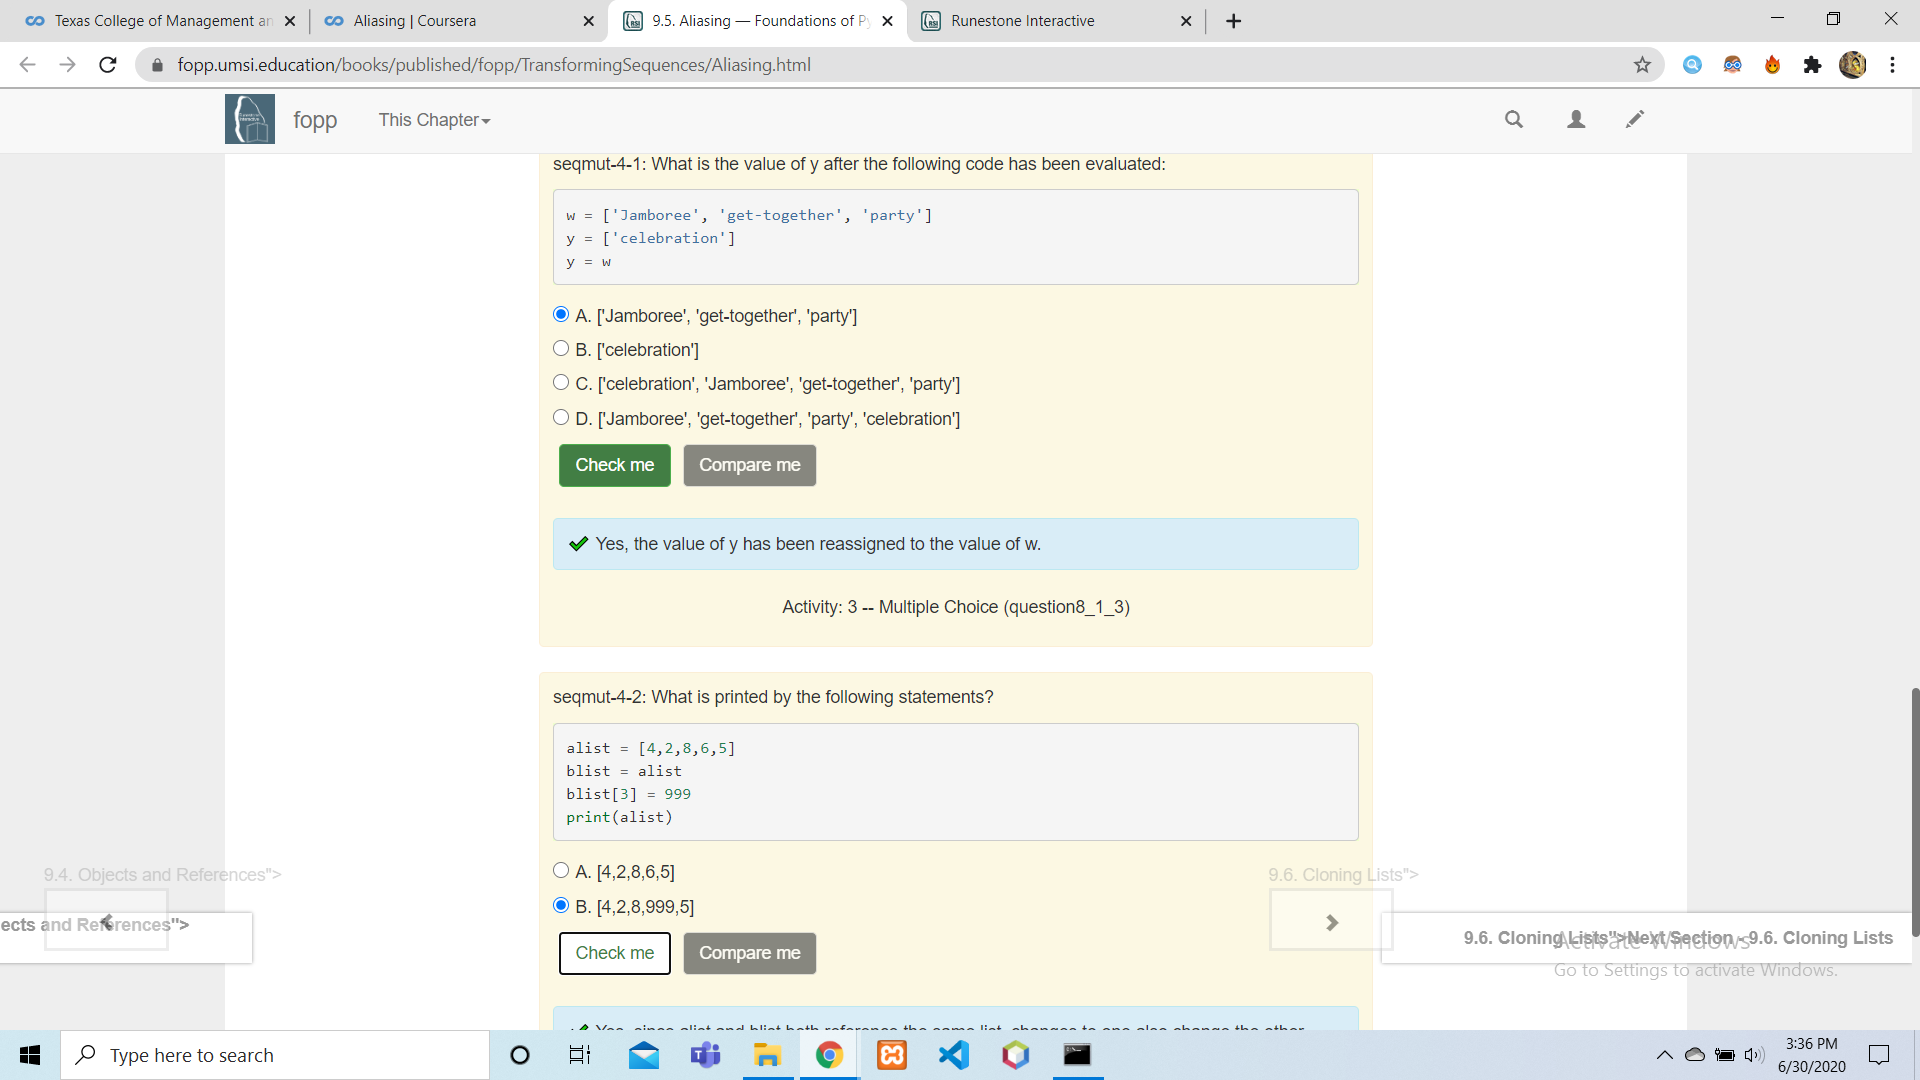 Texas College of Management an
Aliasing | Coursera
9.5. Aliasing — Foundations of Py
Runestone Interactive
fopp.umsi.education/books/published/fopp/TransformingSequences/Aliasing.html
fopp
This Chapter
seqmut-4-1: What is the value of y after the following code has been evaluated:
w = ['Jamboree', 'get-together', 'party']
y = ['celebration']
y = w
A. ['Jamboree', 'get-together', 'party']
B. ['celebration']
C. ['celebration', 'Jamboree', 'get-together', 'party']
D. ['Jamboree', 'get-together', 'party', 'celebration']
Check me
Compare me
Yes, the value of y has been reassigned to the value of w.
Activity: 3 -- Multiple Choice (question8_1_3)
seqmut-4-2: What is printed by the following statements?
alist = [4,2,8,6,5]
blist = alist
blist[3] = 999
print(alist)
A. [4,2,8,6,5]
B. [4,2,8,999,5]
Check me
Compare me
Yes, since alist and blist both reference the same list, changes to one also change the other.
9.4. Objects and References">
ects and References">
9.6. Cloning Lists">
9.6. Cloning Lists">Next Section - 9.6. Cloning Lists
Activate Windows
Go to Settings to activate Windows.
Type here to search
3:36 PM
6/30/2020